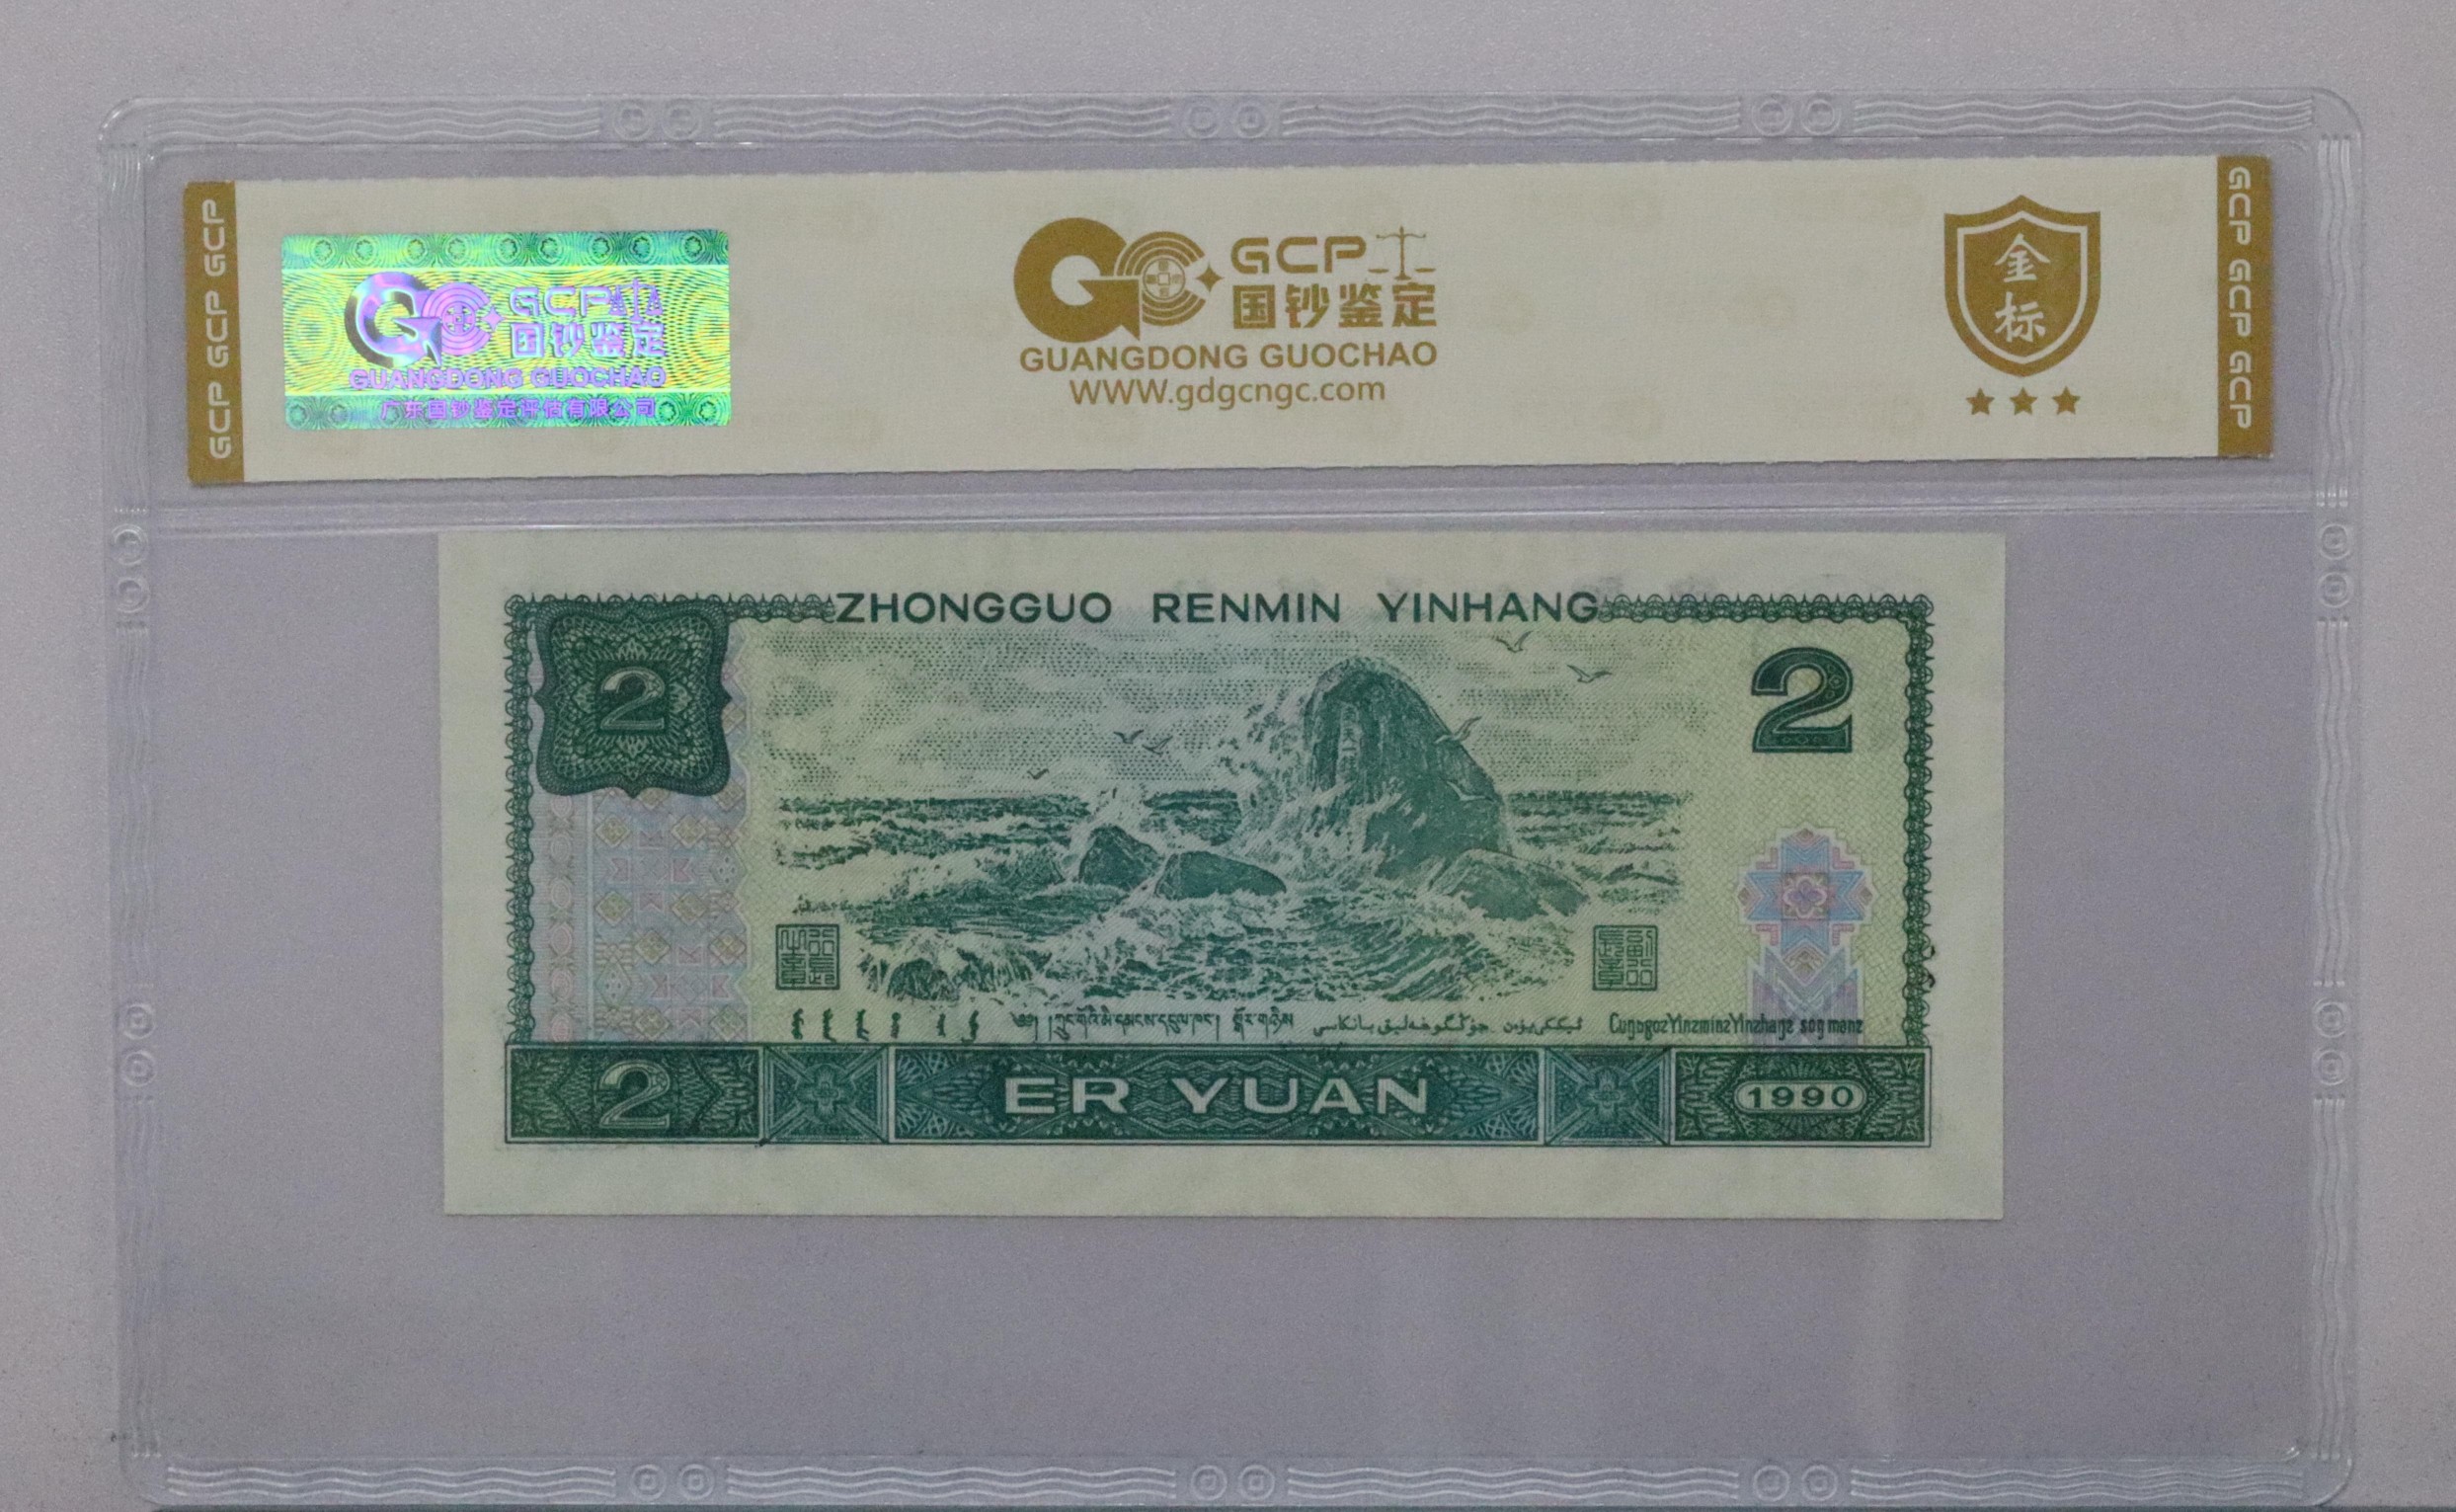 GCP GCP GCP
GCP
国钞鉴定
GUANGDONG GUOCHAO
广东国钞鉴定评估有限公司
GCP
国钞鉴定
GUANGDONG GUOCHAO
WWW.gdgcngc.com
金
标
GCP GCP GCP
ZHONGGUO RENMIN YINHANG
2
2
2
ER YUAN
1990